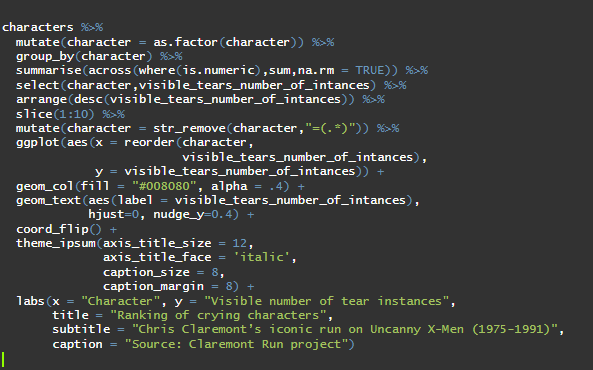 characters %>%
  mutate(character = as.factor(character)) %>%
  group_by(character) %>%
  summarise(across(where(is.numeric),sum,na.rm = TRUE)) %>%
  select(character,visible_tears_number_of_intances) %>%
  arrange(desc(visible_tears_number_of_intances)) %>%
  slice(1:10) %>%
  mutate(character = str_remove(character,"=(.*)")) %>%
  ggplot(aes(x = reorder(character,
                         visible_tears_number_of_intances),
             y = visible_tears_number_of_intances)) +
  geom_col(fill = "#008080", alpha = .4) +
  geom_text(aes(label = visible_tears_number_of_intances),
            hjust=0, nudge_y=0.4) +
  coord_flip() +
  theme_ipsum(axis_title_size = 12,
              axis_title_face = 'italic',
              caption_size = 8,
              caption_margin = 8) +
  labs(x = "Character", y = "Visible number of tear instances",
       title = "Ranking of crying characters",
       subtitle = "Chris Claremont's iconic run on Uncanny X-Men (1975-1991)",
       caption = "Source: Claremont Run project")